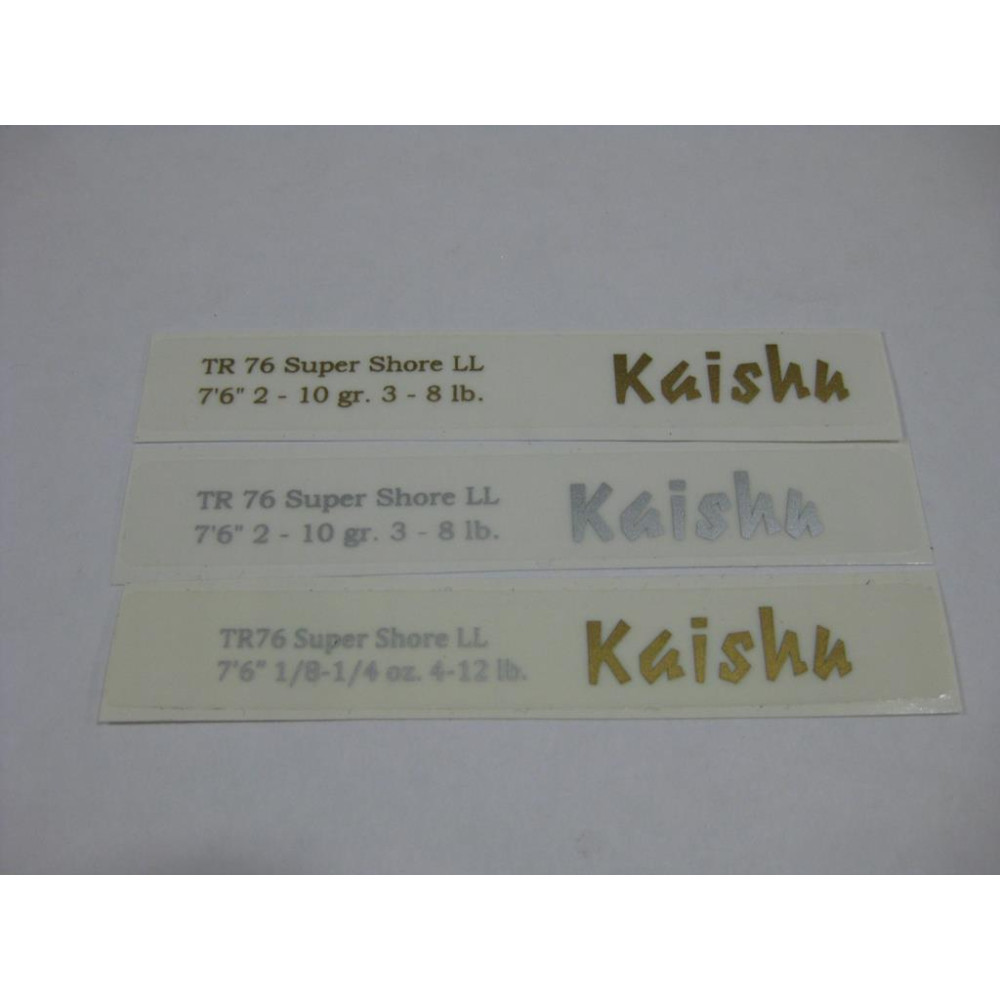 TR 76 Super Shore LL
7'6" 2 - 10 gr. 3 - 8 lb.
Kaishu
TR 76 Super Shore LL
7'6" 2 - 10 gr. 3 - 8 lb.
Kaishu
TR76 Super Shore LL
7'6" 1/8-1/4 oz. 4-12 lb.
Kaishu